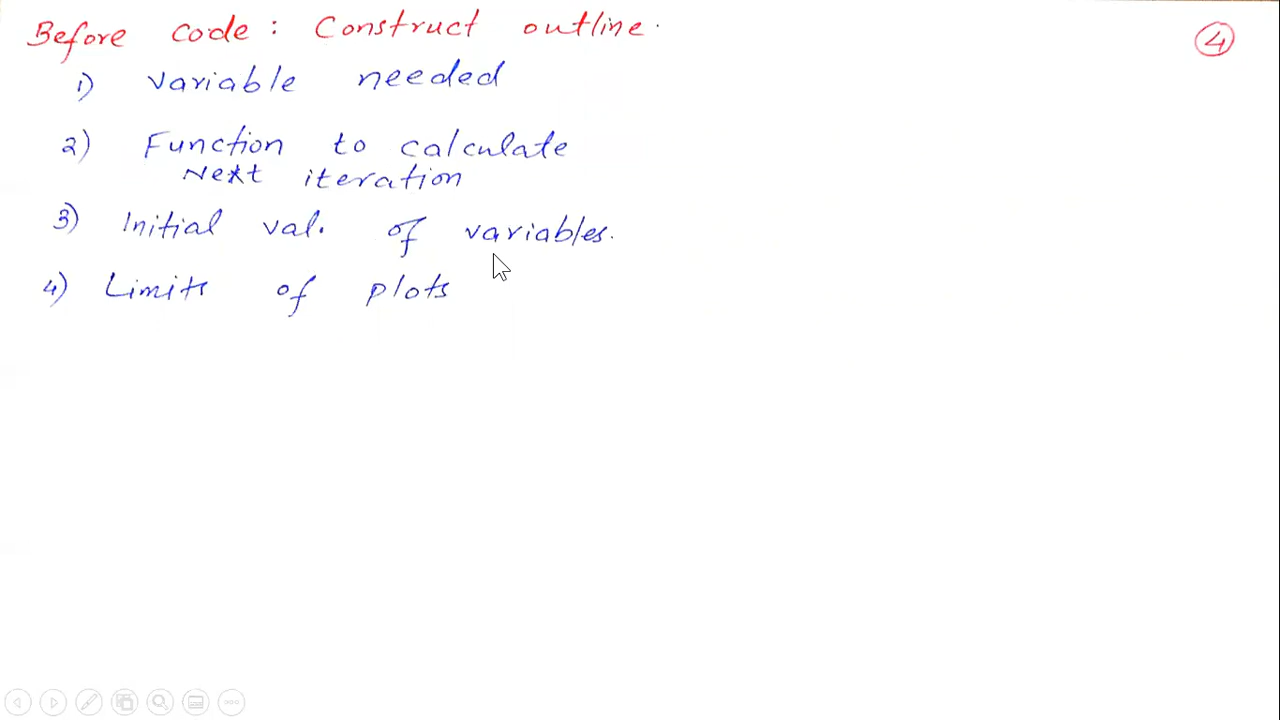 Before code : Construct outline.
4
1) variable needed
2) Function to calculate
Next iteration
3) Initial val. of variables.
4) Limits of plots